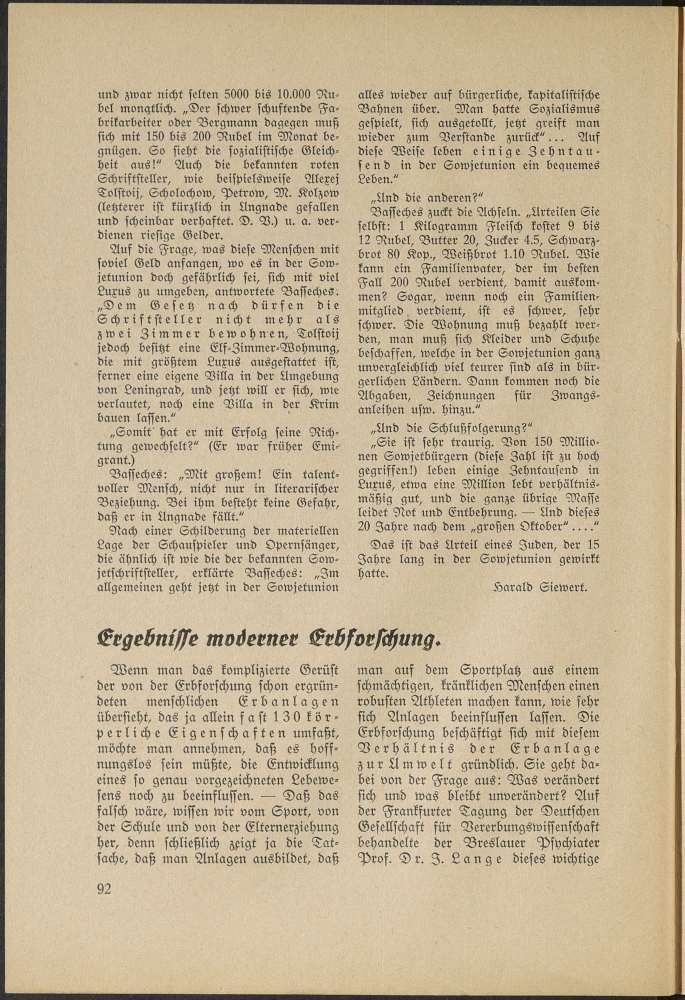 und zwar nicht selten 5000 bis 10.000 Ru-
bel monatlich. „Der schwer schuftende Fa-
brikarbeiter oder Bergmann dagegen muß
sich mit 150 bis 200 Rubel im Monat be-
gnügen. So sieht die sozialistische Gleich-
heit aus!“ Auch die bekannten roten
Schriftsteller, wie beispielsweise Alexej
Tolstoij, Scholochow, Petrow, M. Kolzow
(letzterer ist kürzlich in Ungnade gefallen
und scheinbar verhaftet. D. V.) u. a. ver-
dienen riesige Gelder.
Auf die Frage, was diese Menschen mit
soviel Geld anfangen, wo es in der Sow-
jetunion doch gefährlich sei, sich mit viel
Luxus zu umgeben, antwortete Basseches.
„Dem Gesetz nach dürfen die
Schriftsteller nicht mehr als
zwei Zimmer bewohnen, Tolstoij
jedoch besitzt eine Elf-Zimmer-Wohnung,
die mit größtem Luxus ausgestattet ist,
ferner eine eigene Villa in der Umgebung
von Leningrad, und jetzt will er sich, wie
verlautet, noch eine Villa in der Krim
bauen lassen.“
„Somit hat er mit Erfolg seine Rich-
tung gewechselt?“ (Er war früher Emi-
grant.)
Basseches: „Mit großem! Ein talent-
voller Mensch, nicht nur in literarischer
Beziehung. Bei ihm besteht keine Gefahr,
daß er in Ungnade fällt.“
Nach einer Schilderung der materiellen
Lage der Schauspieler und Opernsänger,
die ähnlich ist wie die der bekannten Sow-
jetschriftsteller, erklärte Basseches: „Im
allgemeinen geht jetzt in der Sowjetunion
alles wieder auf bürgerliche, kapitalistische
Bahnen über. Man hatte Sozialismus
gespielt, sich ausgetollt, jetzt greift man
wieder zum Verstande zurück“ ... Auf
diese Weise leben einige Zehntau-
send in der Sowjetunion ein bequemes
Leben.“
„Und die anderen?“
Basseches zuckt die Achseln. „Urteilen Sie
selbst: 1 Kilogramm Fleisch kostet 9 bis
12 Rubel, Butter 20, Zucker 4.5, Schwarz-
brot 80 Kop., Weißbrot 1.10 Rubel. Wie
kann ein Familienvater, der im besten
Fall 200 Rubel verdient, damit auskom-
men? Sogar, wenn noch ein Familien-
mitglied verdient, ist es schwer, sehr
schwer. Die Wohnung muß bezahlt wer-
den, man muß sich Kleider und Schuhe
beschaffen, welche in der Sowjetunion ganz
unvergleichlich viel teurer sind als in bür-
gerlichen Ländern. Dann kommen noch die
Abgaben, Zeichnungen für Zwangs-
anleihen usw. hinzu.“
„Und die Schlußfolgerung?“
„Sie ist sehr traurig. Von 150 Millio-
nen Sowjetbürgern (diese Zahl ist zu hoch
gegriffen!) leben einige Zehntausend in
Luxus, etwa eine Million lebt verhältnis-
mäßig gut, und die ganze übrige Masse
leidet Not und Entbehrung. — Und dieses
20 Jahre nach dem „großen Oktober“ . . . .“
Das ist das Urteil eines Juden, der 15
Jahre lang in der Sowjetunion gewirkt
hatte.
Harald Siewert.
Ergebnisse moderner Erbforschung.
Wenn man das komplizierte Gerüst
der von der Erbforschung schon ergrün-
deten menschlichen Erbanlagen
übersieht, das ja allein fast 130 kör-
perliche Eigenschaften umfaßt,
möchte man annehmen, daß es hoff-
nungslos sein müßte, die Entwicklung
eines so genau vorgezeichneten Lebewe-
sens noch zu beeinflussen. — Daß das
falsch wäre, wissen wir vom Sport, von
der Schule und von der Elternerziehung
her, denn schließlich zeigt ja die Tat-
sache, daß man Anlagen ausbildet, daß
man auf dem Sportplatz aus einem
schmächtigen, kränklichen Menschen einen
robusten Athleten machen kann, wie sehr
sich Anlagen beeinflussen lassen. Die
Erbforschung beschäftigt sich mit diesem
Verhältnis der Erbanlage
zur Umwelt gründlich. Sie geht da-
bei von der Frage aus: Was verändert
sich und was bleibt unverändert? Auf
der Frankfurter Tagung der Deutschen
Gesellschaft für Vererbungswissenschaft
behandelte der Breslauer Psychiater
Prof. Dr. J. Lange dieses wichtige
92